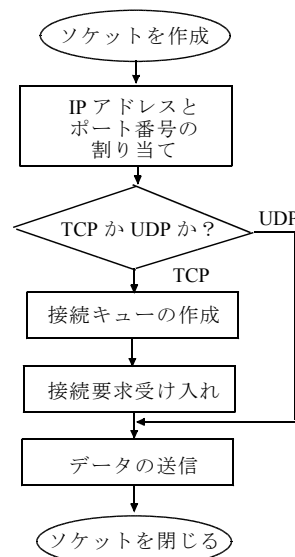 ソケットを作成
IP アドレスと
ポート番号の
割り当て
TCP か UDP か？
UDP
TCP
接続キューの作成
接続要求受け入れ
データの送信
ソケットを閉じる